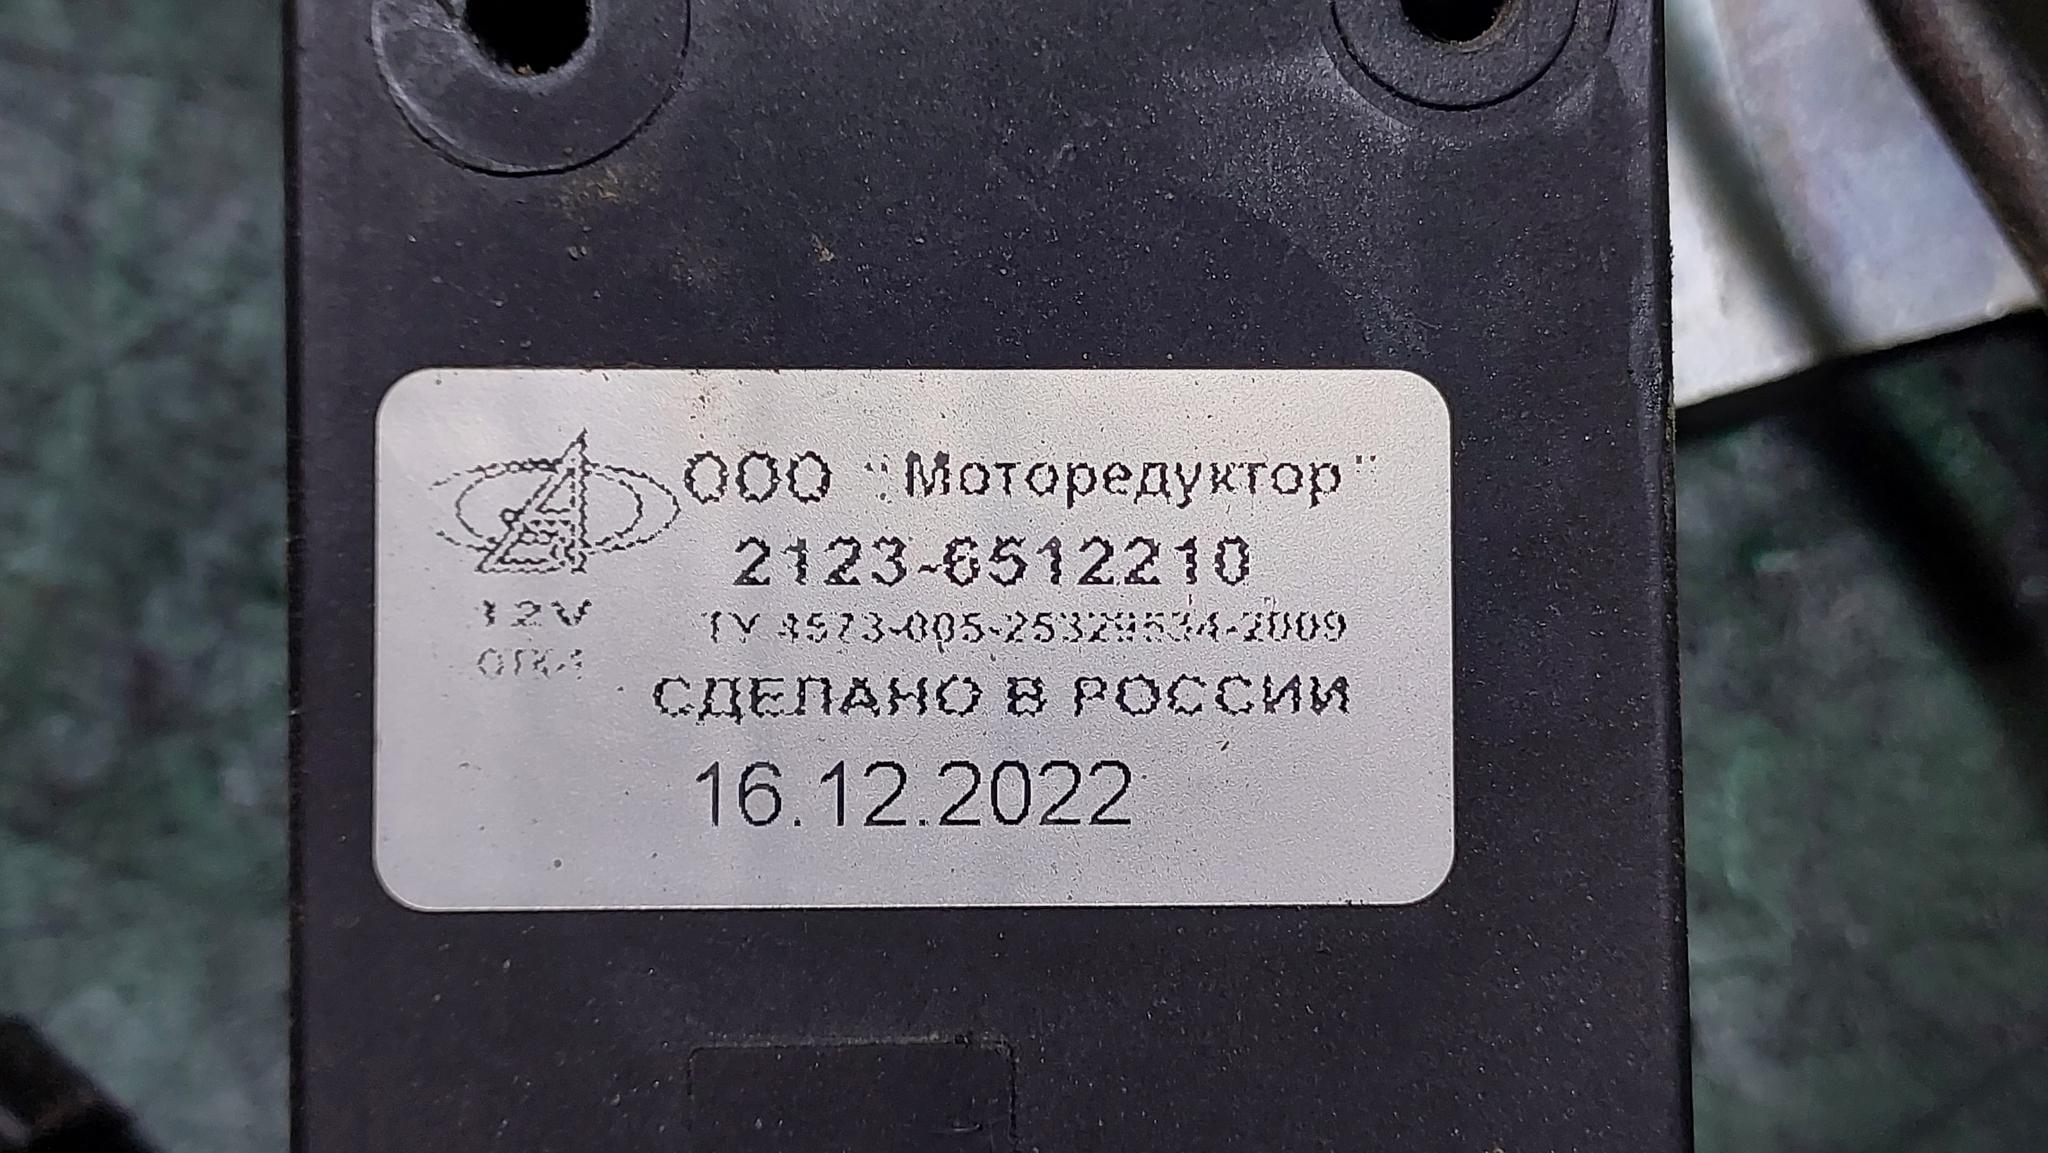 ООО "Моторедуктор"
2123-6512210
12V
ТУ 4573-005-25329534-2009
СДЕЛАНО В РОССИИ
16.12.2022